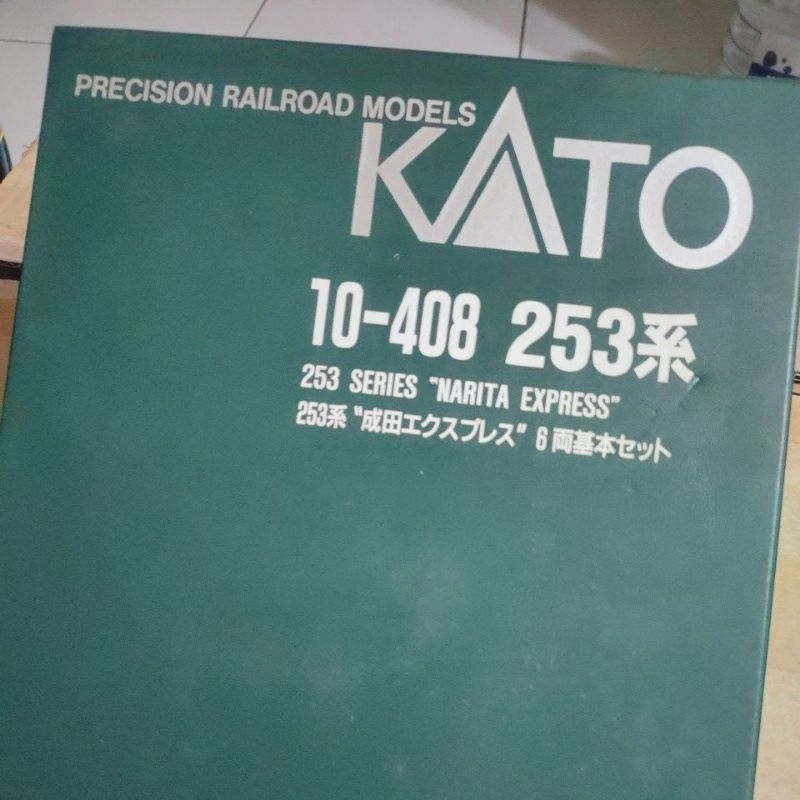 PRECISION RAILROAD MODELS
KATO
10-408 253系
253 SERIES "NARITA EXPRESS"
253系 "成田エクスプレス" 6両基本セット